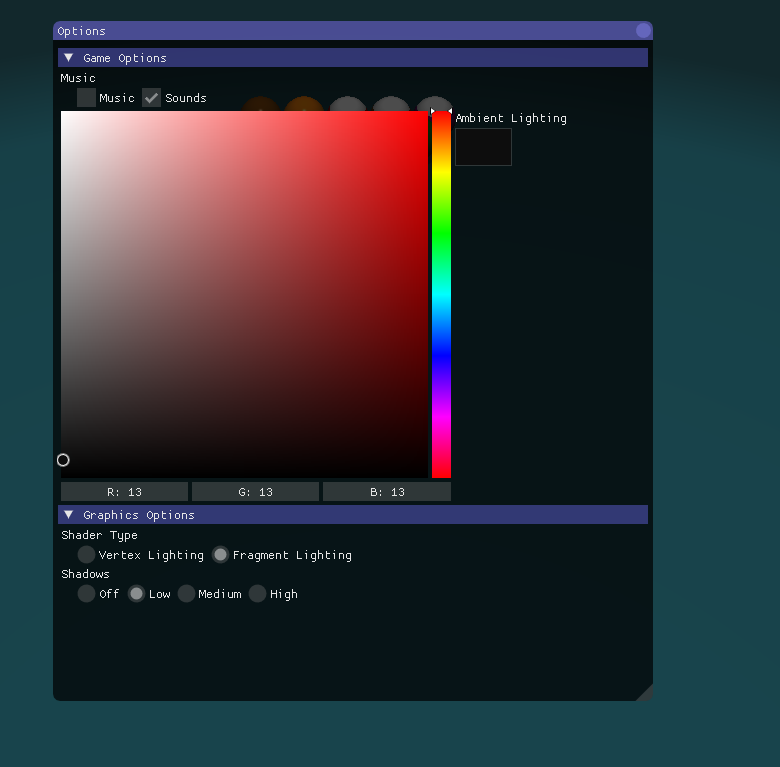 Options
Game Options
Music
Music Sounds
Ambient Lighting
R: 13 G: 13 B: 13
Graphics Options
Shader Type
Vertex Lighting Fragment Lighting
Shadows
Off Low Medium High